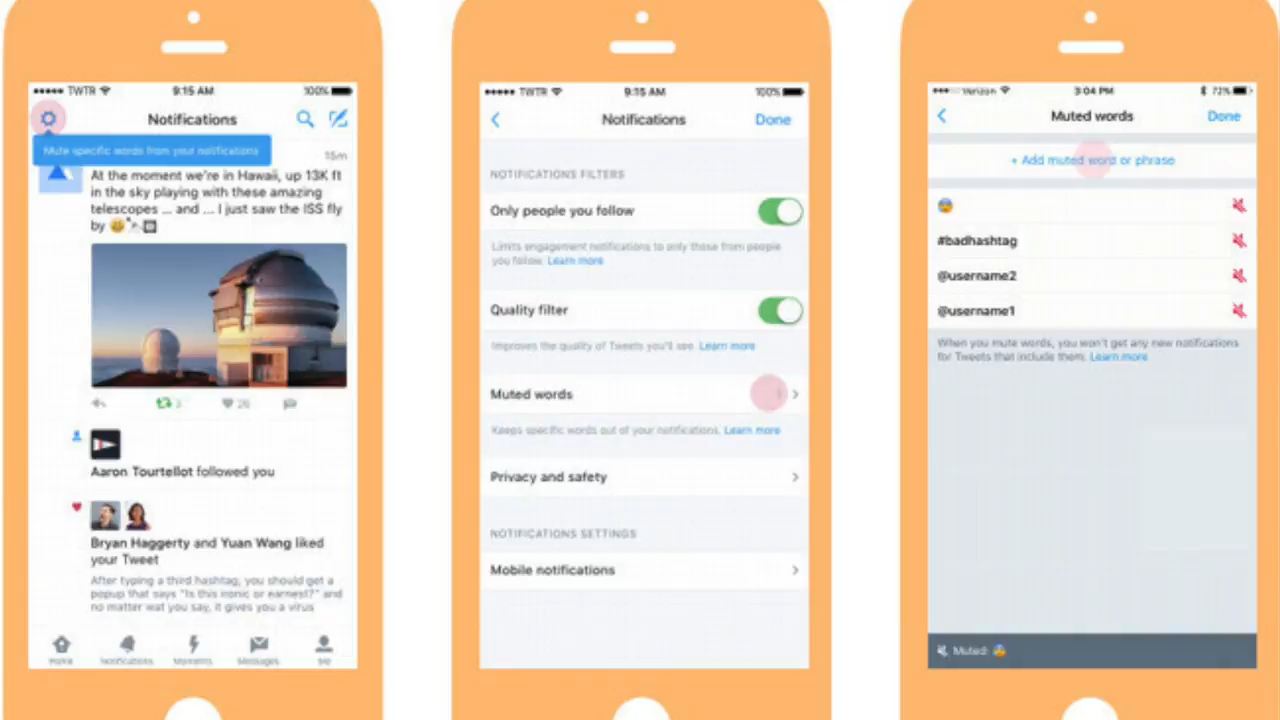 TWTR 9:15 AM 100%
Notifications
Mute specific words from your notifications
15m
At the moment we're in Hawaii, up 13K ft
in the sky playing with these amazing
telescopes ... and ... I just saw the ISS fly
by
3 26
Aaron Tourtellot followed you
Bryan Haggerty and Yuan Wang liked
your Tweet
After typing a third hashtag, you should get a
popup that says "Is this ironic or earnest?" and
no matter wat you say, it gives you a virus
Home Notifications Moments Messages Me
TWTR 9:15 AM 100%
Notifications Done
NOTIFICATIONS FILTERS
Only people you follow
Limits engagement notifications to only those from people
you follow. Learn more
Quality filter
Improves the quality of Tweets you'll see. Learn more
Muted words
Keeps specific words out of your notifications. Learn more
Privacy and safety
NOTIFICATIONS SETTINGS
Mobile notifications
Verizon 3:04 PM 72%
Muted words Done
+ Add muted word or phrase
😨
#badhashtag
@username2
@username1
When you mute words, you won't get any new notifications
for Tweets that include them. Learn more
Muted: 😨